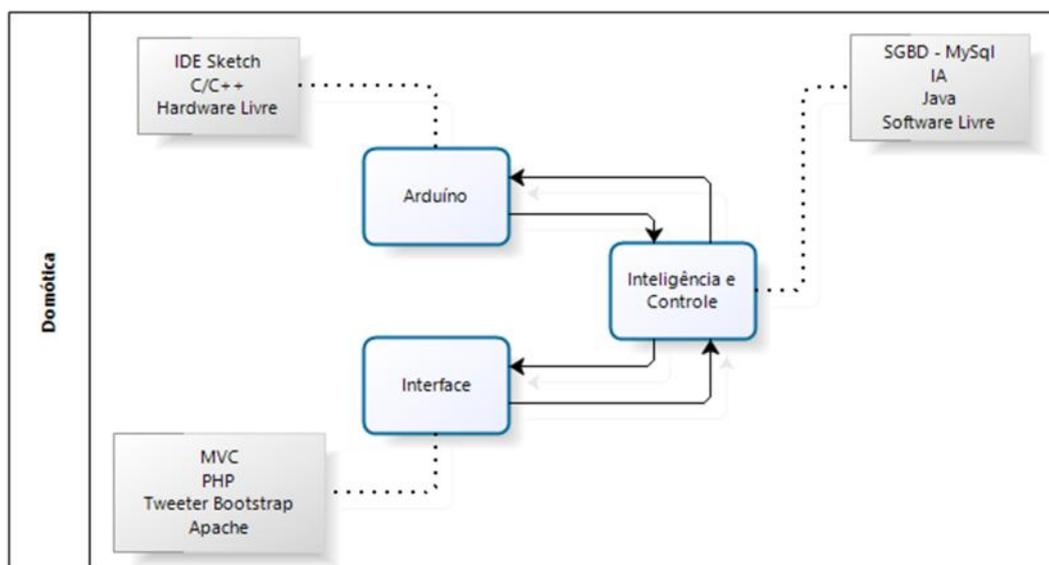 Domótica
IDE Sketch
C/C++
Hardware Livre
SGBD - MySql
IA
Java
Software Livre
Arduíno
Inteligência e
Controle
Interface
MVC
PHP
Tweeter Bootstrap
Apache